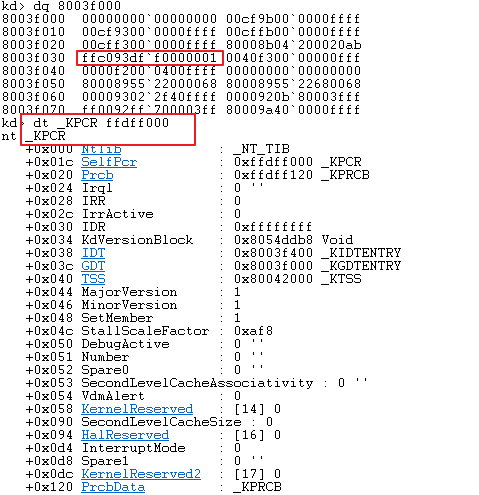 kd> dq 8003f000
8003f000  00000000`00000000 00cf9b00`0000ffff
8003f010  00cf9300`0000ffff 00cffb00`0000ffff
8003f020  00cff300`0000ffff 80008b04`200020ab
8003f030  ffc093df`f0000001 0040f300`00000fff
8003f040  0000f200`0400ffff 00000000`00000000
8003f050  80008955`22000068 80008955`22680068
8003f060  00009302`2f40ffff 0000920b`80003fff
8003f070  ff0092ff`700003ff 80009a40`0000ffff
kd> dt _KPCR ffdff000
nt!_KPCR
   +0x000 NtTib            : _NT_TIB
   +0x01c SelfPcr          : 0xffdff000 _KPCR
   +0x020 Prcb             : 0xffdff120 _KPRCB
   +0x024 Irql             : 0 ''
   +0x028 IRR              : 0
   +0x02c IrrActive        : 0
   +0x030 IDR              : 0xffffffff
   +0x034 KdVersionBlock   : 0x8054ddb8 Void
   +0x038 IDT              : 0x8003f400 _KIDTENTRY
   +0x03c GDT              : 0x8003f000 _KGDTENTRY
   +0x040 TSS              : 0x80042000 _KTSS
   +0x044 MajorVersion     : 1
   +0x046 MinorVersion     : 1
   +0x048 SetMember        : 1
   +0x04c StallScaleFactor : 0xaf8
   +0x050 DebugActive      : 0 ''
   +0x051 Number           : 0 ''
   +0x052 Spare0           : 0 ''
   +0x053 SecondLevelCacheAssociativity : 0 ''
   +0x054 VdmAlert         : 0
   +0x058 KernelReserved   : [14] 0
   +0x090 SecondLevelCacheSize : 0
   +0x094 HalReserved      : [16] 0
   +0x0d4 InterruptMode    : 0
   +0x0d8 Spare1           : 0 ''
   +0x0dc KernelReserved2  : [17] 0
   +0x120 PrcbData         : _KPRCB